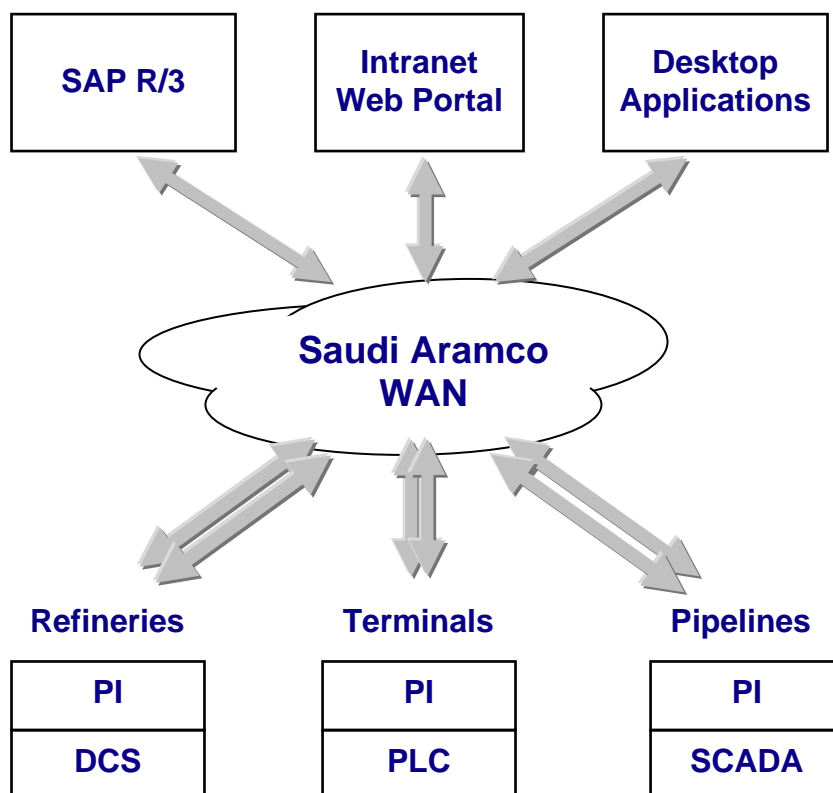 SAP R/3
Intranet
Web Portal
Desktop
Applications
Saudi Aramco
WAN
Refineries
Terminals
Pipelines
PI
PI
PI
DCS
PLC
SCADA